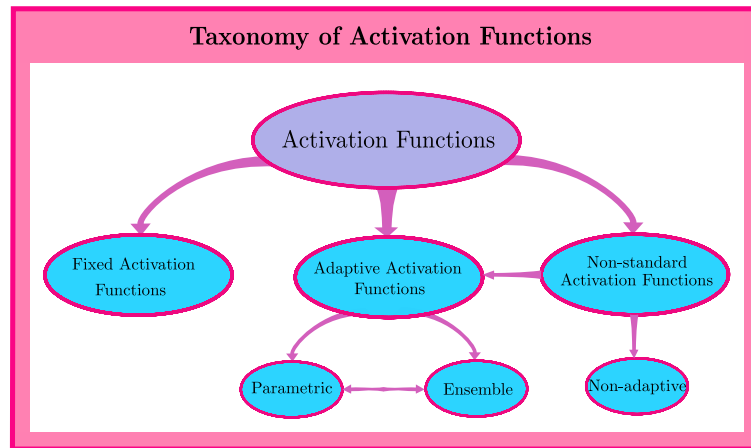 Taxonomy of Activation Functions
Activation Functions
Fixed Activation
Functions
Adaptive Activation
Functions
Non-standard
Activation Functions
Parametric
Ensemble
Non-adaptive